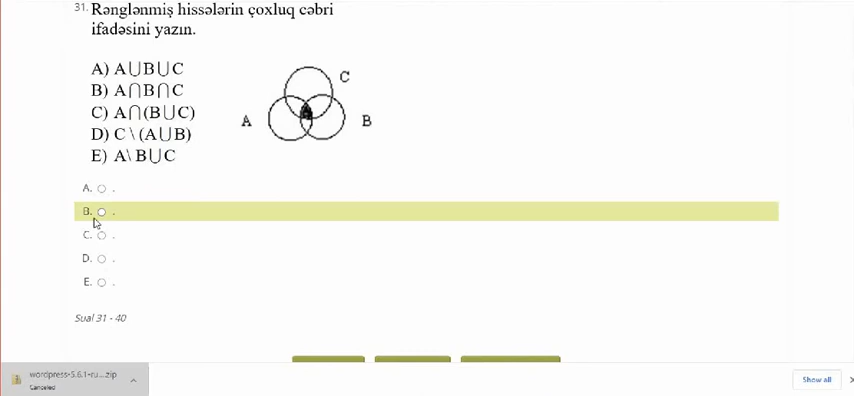 31. Rənglənmiş hissələrin çoxluq cəbri
ifadəsini yazın.
A) A⋃B⋃C
B) A⋂B⋂C
C) A⋂(B⋃C)
D) C \ (A⋃B)
E) A\ B⋃C
C
A
B
A. .
B. .
C. .
D. .
E. .
Sual 31 - 40
wordpress-5.6.1-ru....zip
Canceled
Show all